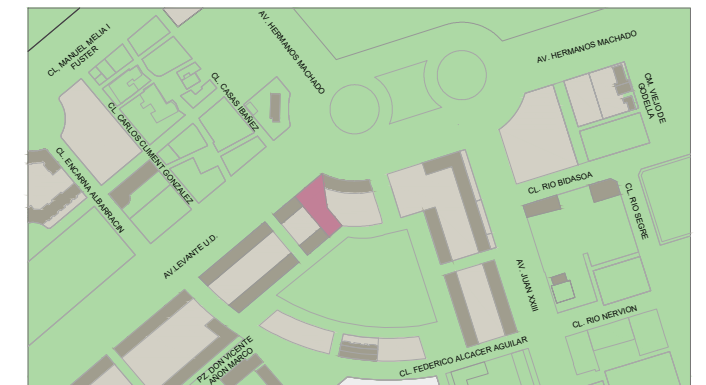 CL. MANUEL MELIA I
FUSTER
AV. HERMANOS MACHADO
AV. HERMANOS MACHADO
CM. VIEJO DE
GODELLA
CL. CASAS IBAÑEZ
CL. CARLOS CLIMENT GONZALEZ
CL. ENCARNA ALBARRACIN
CL. RIO BIDASOA
CL. RIO SEGRE
AV.LEVANTE U.D.
AV. JUAN XXIII
CL. RIO NERVION
PZ. DON VICENTE
AÑON MARCO
CL. FEDERICO ALCACER AGUILAR